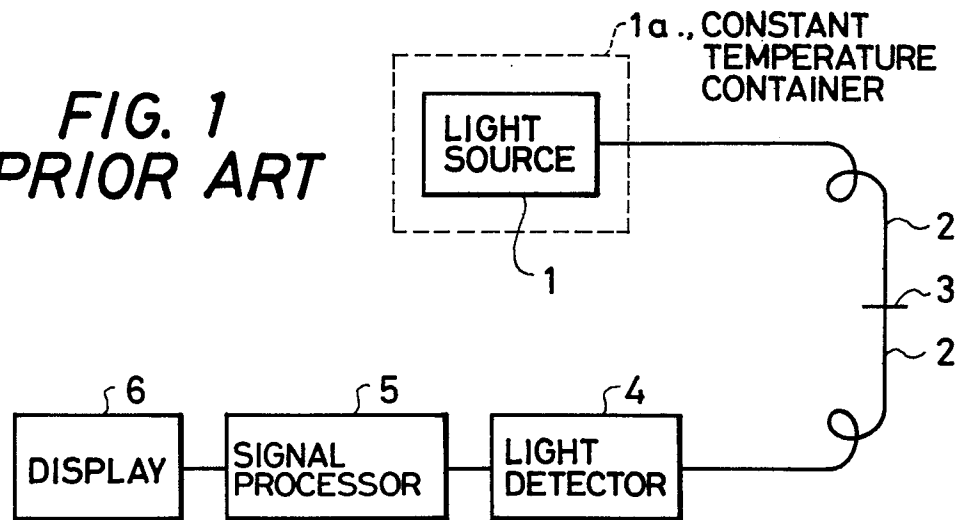 1a., CONSTANT
TEMPERATURE
CONTAINER
FIG. 1
PRIOR ART
LIGHT
SOURCE
1
2
3
2
6
5
4
DISPLAY
SIGNAL
PROCESSOR
LIGHT
DETECTOR